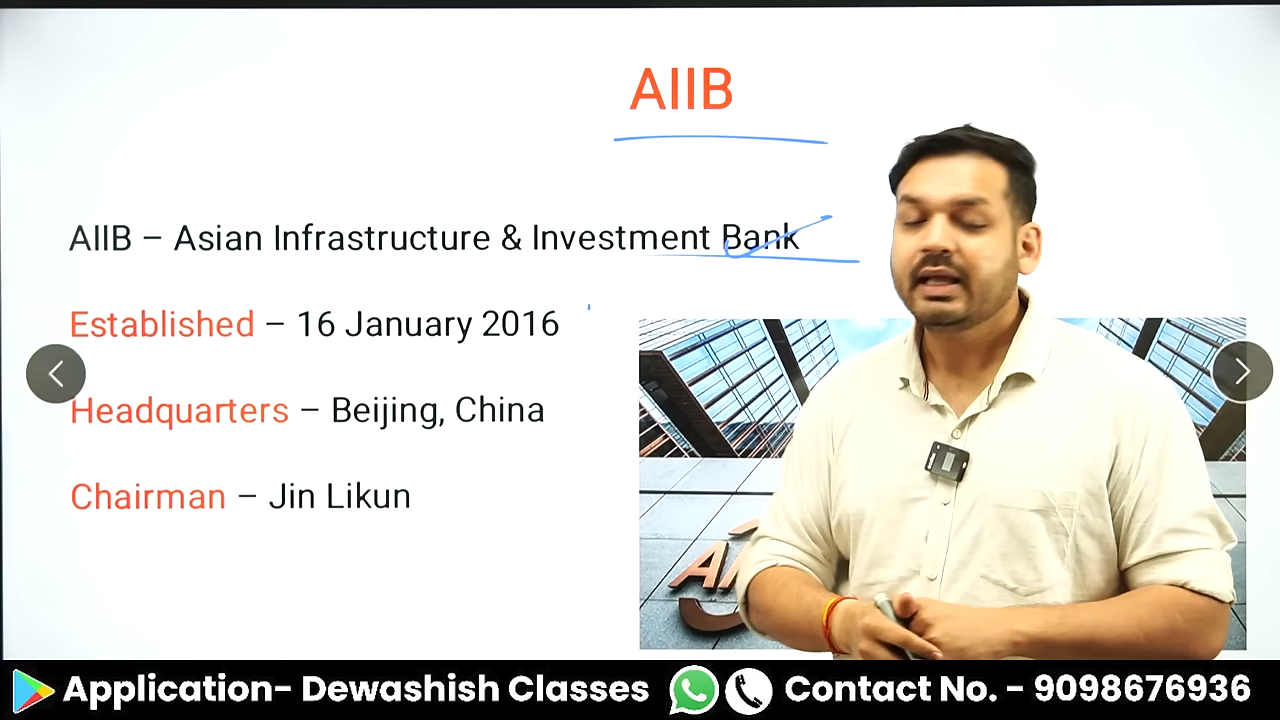 AIIB
AIIB – Asian Infrastructure & Investment Bank
Established – 16 January 2016
Headquarters – Beijing, China
Chairman – Jin Likun
Application- Dewashish Classes
Contact No. - 9098676936